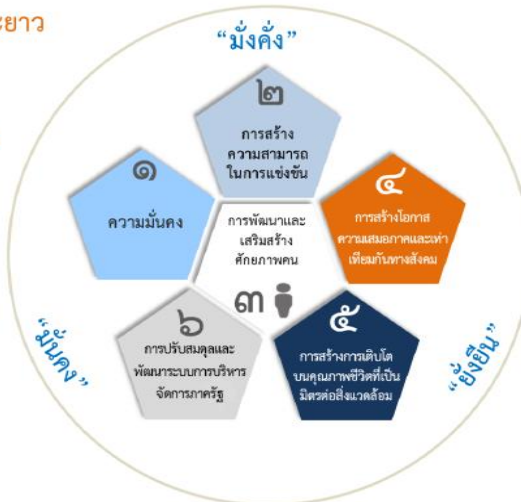 ะยาว
“มั่งคั่ง”
๒
การสร้าง
ความสามารถ
ในการแข่งขัน
๑
ความมั่นคง
การพัฒนาและ
เสริมสร้าง
ศักยภาพคน
๓
๔
การสร้างโอกาส
ความเสมอภาคและเท่า
เทียมกันทางสังคม
๖
การปรับสมดุลและ
พัฒนาระบบการบริหาร
จัดการภาครัฐ
๕
การสร้างการเติบโต
บนคุณภาพชีวิตที่เป็น
มิตรต่อสิ่งแวดล้อม
“มั่นคง”
“ยั่งยืน”